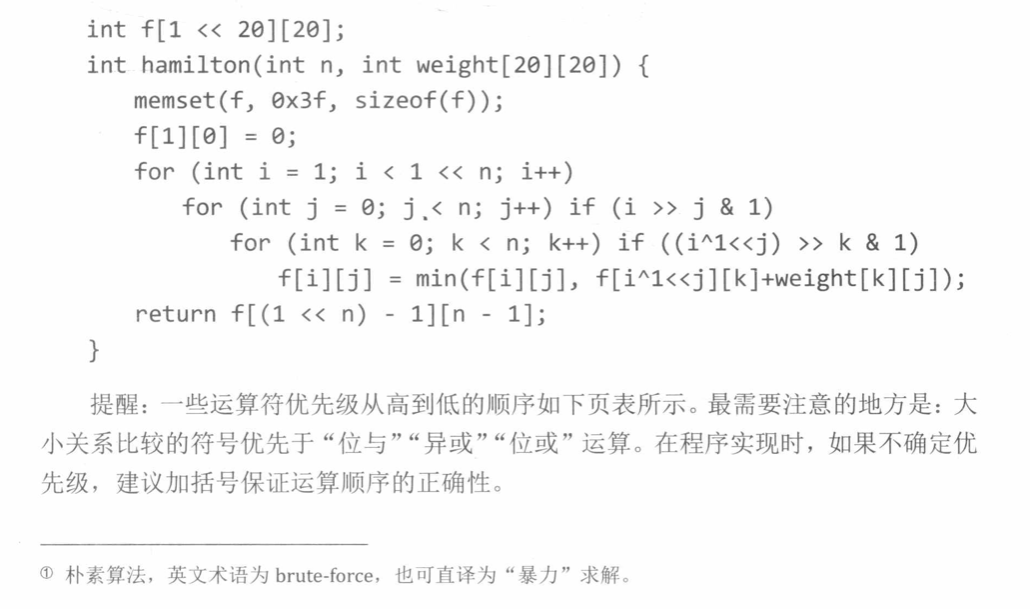 int f[1 << 20][20];
int hamilton(int n, int weight[20][20]) {
memset(f, 0x3f, sizeof(f));
f[1][0] = 0;
for (int i = 1; i < 1 << n; i++)
for (int j = 0; j < n; j++) if (i >> j & 1)
for (int k = 0; k < n; k++) if ((i^1<<j) >> k & 1)
f[i][j] = min(f[i][j], f[i^1<<j][k]+weight[k][j]);
return f[(1 << n) - 1][n - 1];
}
提醒：一些运算符优先级从高到低的顺序如下页表所示。最需要注意的地方是：大
小关系比较的符号优先于“位与”“异或”“位或”运算。在程序实现时，如果不确定优
先级，建议加括号保证运算顺序的正确性。
① 朴素算法，英文术语为 brute-force，也可直译为“暴力”求解。